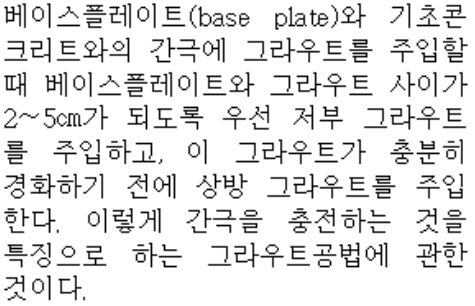 베이스플레이트(base plate)와 기초콘
크리트와의 간극에 그라우트를 주입할
때 베이스플레이트와 그라우트 사이가
2~5㎝가 되도록 우선 저부 그라우트
를 주입하고, 이 그라우트가 충분히
경화하기 전에 상방 그라우트를 주입
한다. 이렇게 간극을 충전하는 것을
특징으로 하는 그라우트공법에 관한
것이다.